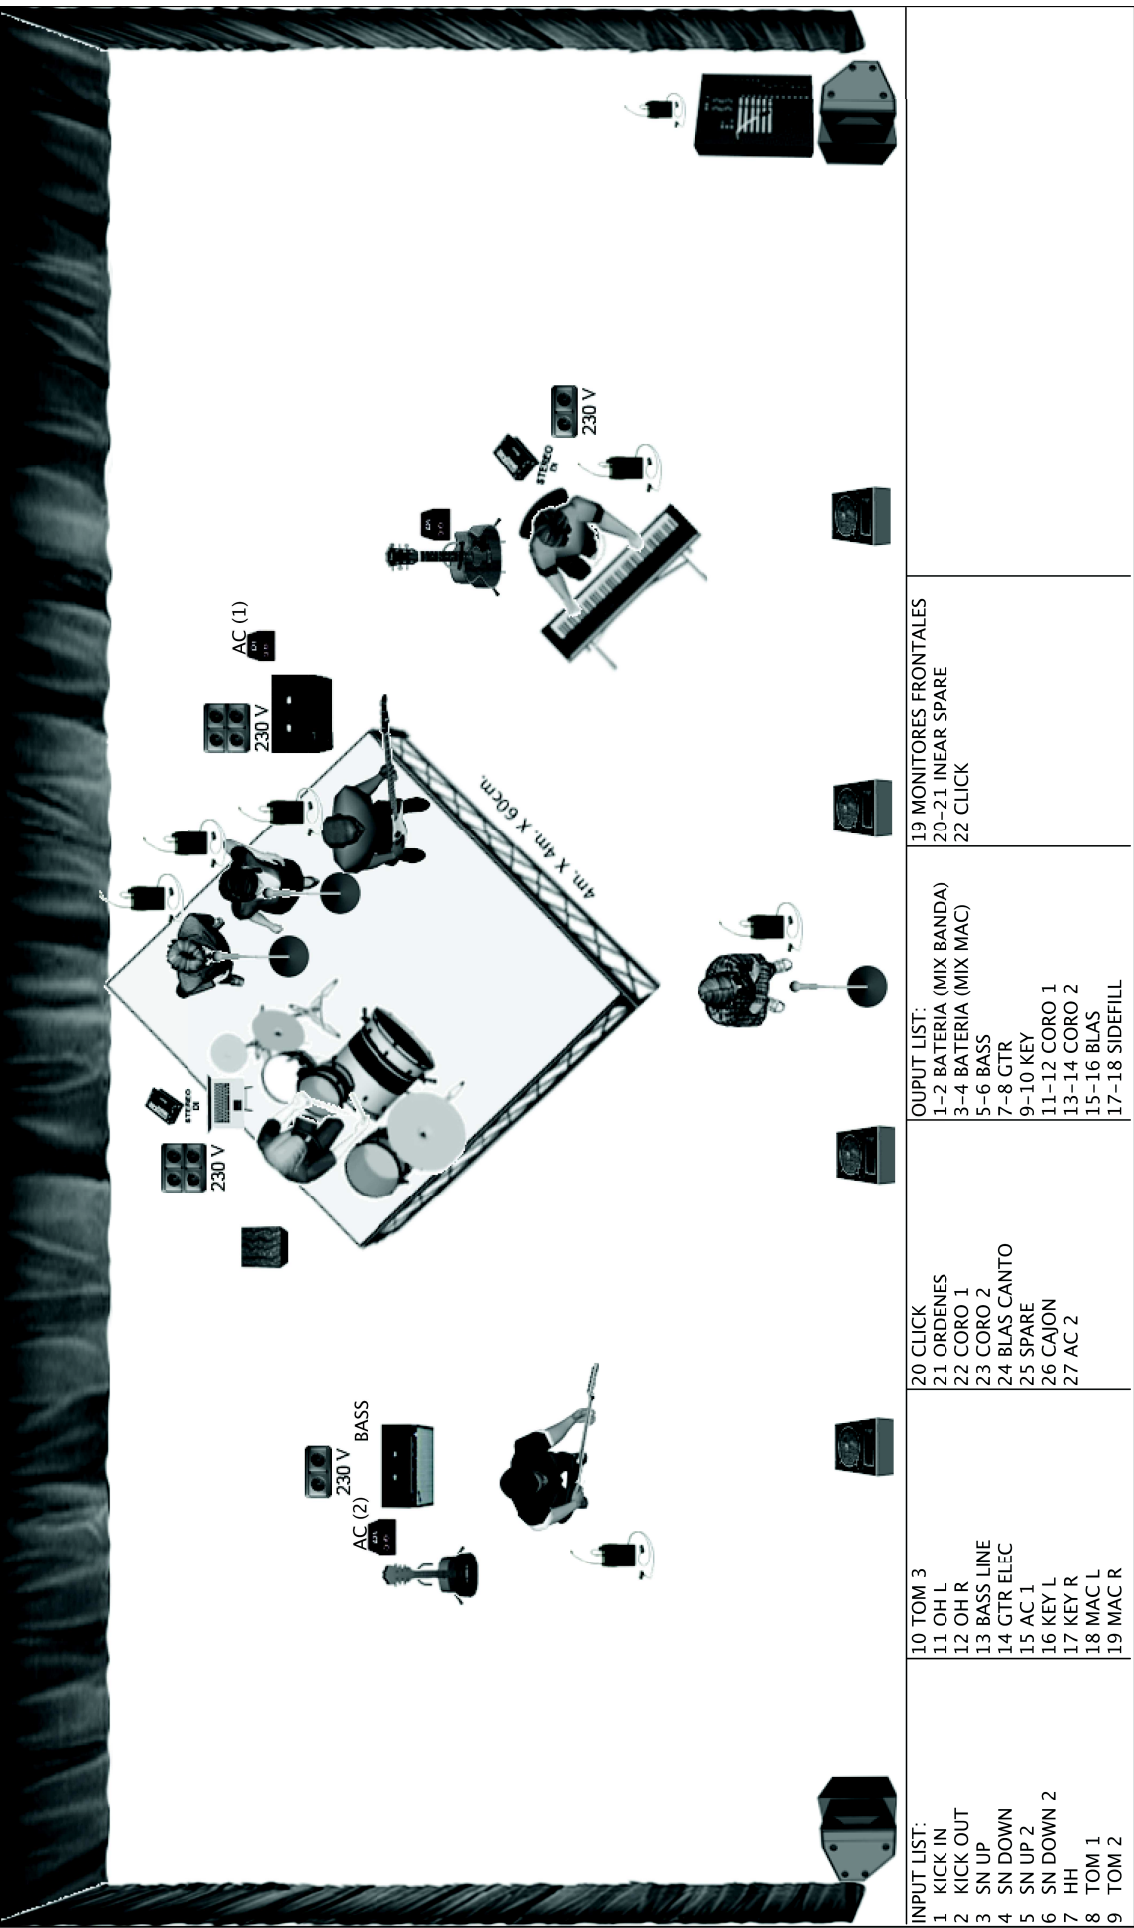 AC (1)
230 V
230 V
STEREO
DI
DI
4m. X 4m. X 60cm.
STEREO
DI
230 V
BASS
230 V
AC (2)
INPUT LIST:
1 KICK IN
2 KICK OUT
3 SN UP
4 SN DOWN
5 SN UP 2
6 SN DOWN 2
7 HH
8 TOM 1
9 TOM 2
10 TOM 3
11 OH L
12 OH R
13 BASS LINE
14 GTR ELEC
15 AC 1
16 KEY L
17 KEY R
18 MAC L
19 MAC R
20 CLICK
21 ORDENES
22 CORO 1
23 CORO 2
24 BLAS CANTO
25 SPARE
26 CAJON
27 AC 2
OUPUT LIST:
1-2 BATERIA (MIX BANDA)
3-4 BATERIA (MIX MAC)
5-6 BASS
7-8 GTR
9-10 KEY
11-12 CORO 1
13-14 CORO 2
15-16 BLAS
17-18 SIDEFILL
19 MONITORES FRONTALES
20-21 INEAR SPARE
22 CLICK